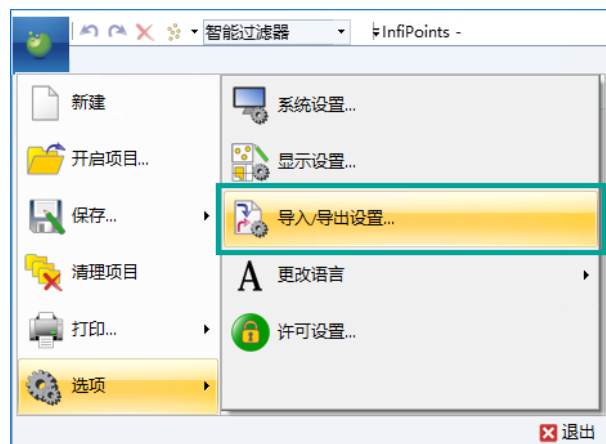 智能过滤器
InfiPoints -
新建
开启项目...
保存...
清理项目
打印...
选项
系统设置...
显示设置...
导入/导出设置...
A 更改语言
许可设置...
退出